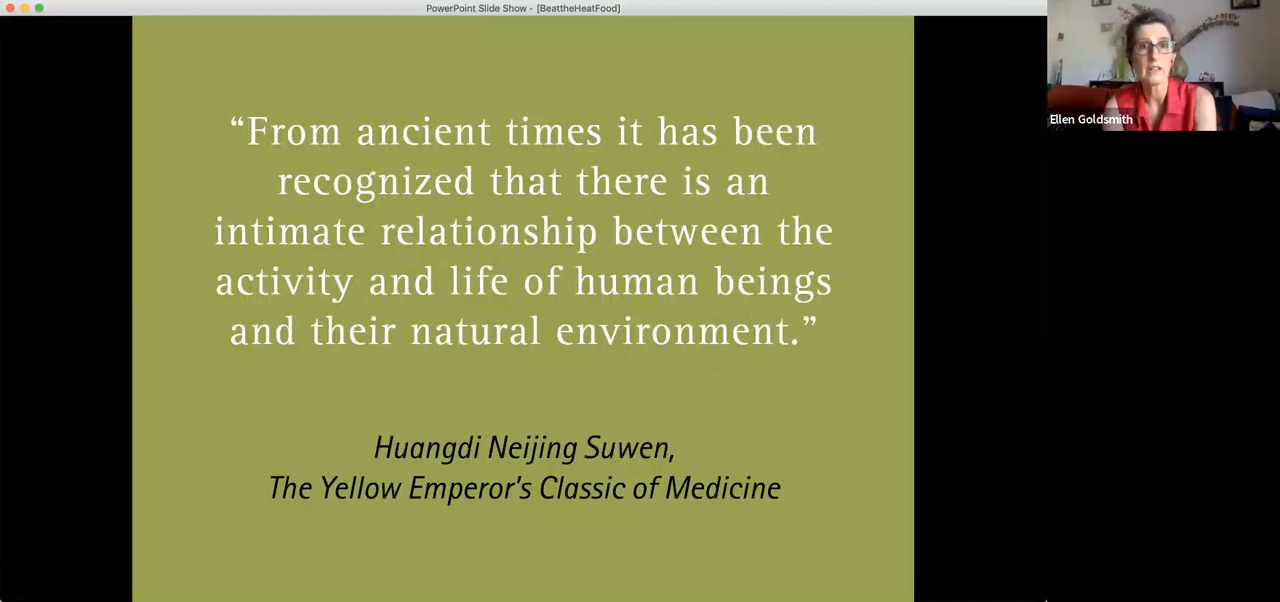 PowerPoint Slide Show - [BeattheHeatFood]
“From ancient times it has been
recognized that there is an
intimate relationship between the
activity and life of human beings
and their natural environment.”
Huangdi Neijing Suwen,
The Yellow Emperor’s Classic of Medicine
Ellen Goldsmith